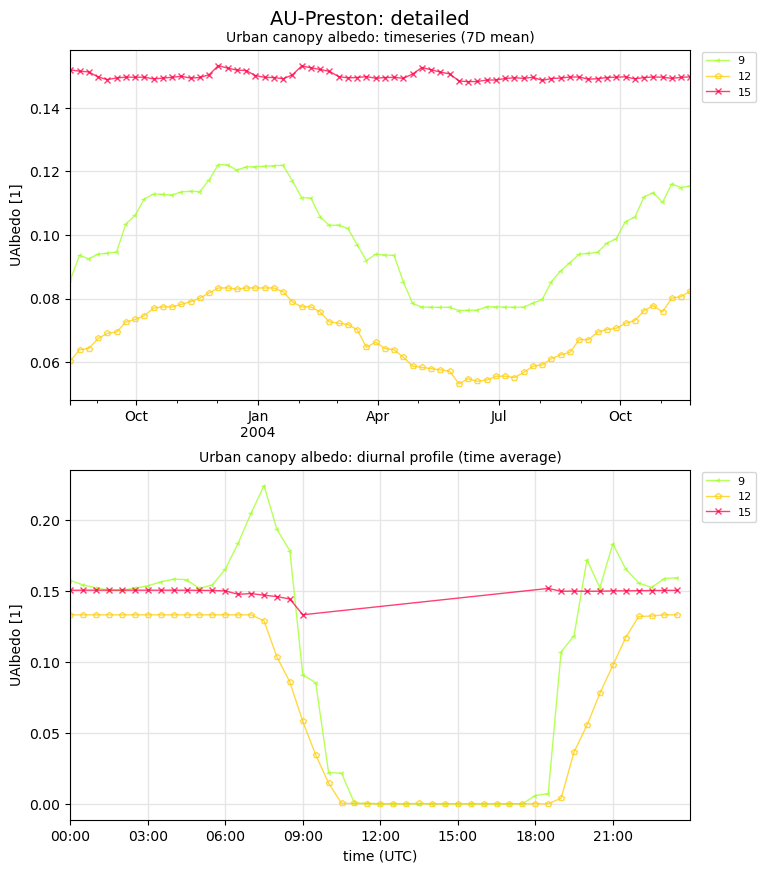 AU-Preston: detailed
Urban canopy albedo: timeseries (7D mean)
UAlbedo [1]
0.14
0.12
0.10
0.08
0.06
Oct
Jan
2004
Apr
Jul
Oct
9
12
15
Urban canopy albedo: diurnal profile (time average)
UAlbedo [1]
0.20
0.15
0.10
0.05
0.00
00:00
03:00
06:00
09:00
12:00
15:00
18:00
21:00
time (UTC)
9
12
15